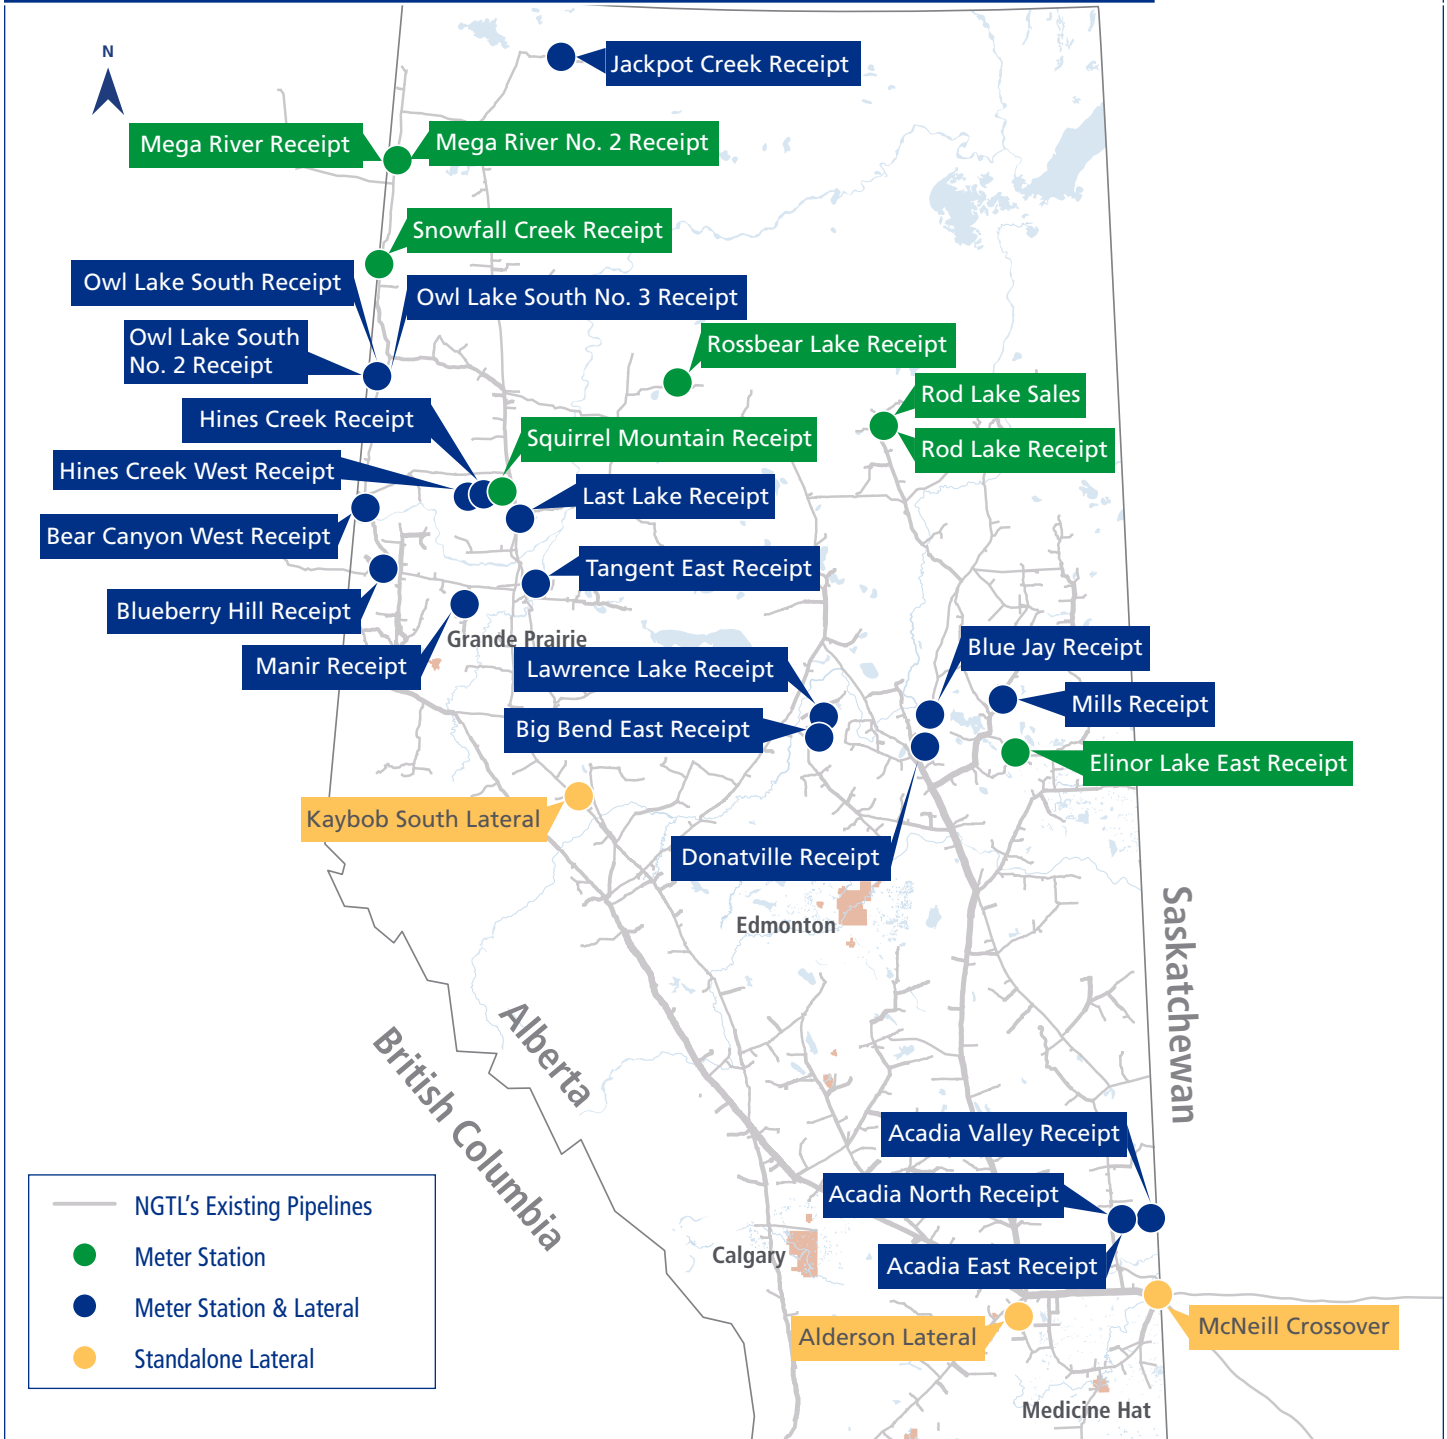 N
Jackpot Creek Receipt
Mega River Receipt
Mega River No. 2 Receipt
Snowfall Creek Receipt
Owl Lake South Receipt
Owl Lake South No. 3 Receipt
Owl Lake South
No. 2 Receipt
Rossbear Lake Receipt
Rod Lake Sales
Hines Creek Receipt
Squirrel Mountain Receipt
Rod Lake Receipt
Hines Creek West Receipt
Last Lake Receipt
Bear Canyon West Receipt
Tangent East Receipt
Blueberry Hill Receipt
Grande Prairie
Blue Jay Receipt
Manir Receipt
Lawrence Lake Receipt
Mills Receipt
Big Bend East Receipt
Elinor Lake East Receipt
Kaybob South Lateral
Donatville Receipt
Edmonton
Saskatchewan
Alberta
British Columbia
Acadia Valley Receipt
Acadia North Receipt
Calgary
Acadia East Receipt
McNeill Crossover
Alderson Lateral
Medicine Hat
NGTL's Existing Pipelines
Meter Station
Meter Station & Lateral
Standalone Lateral